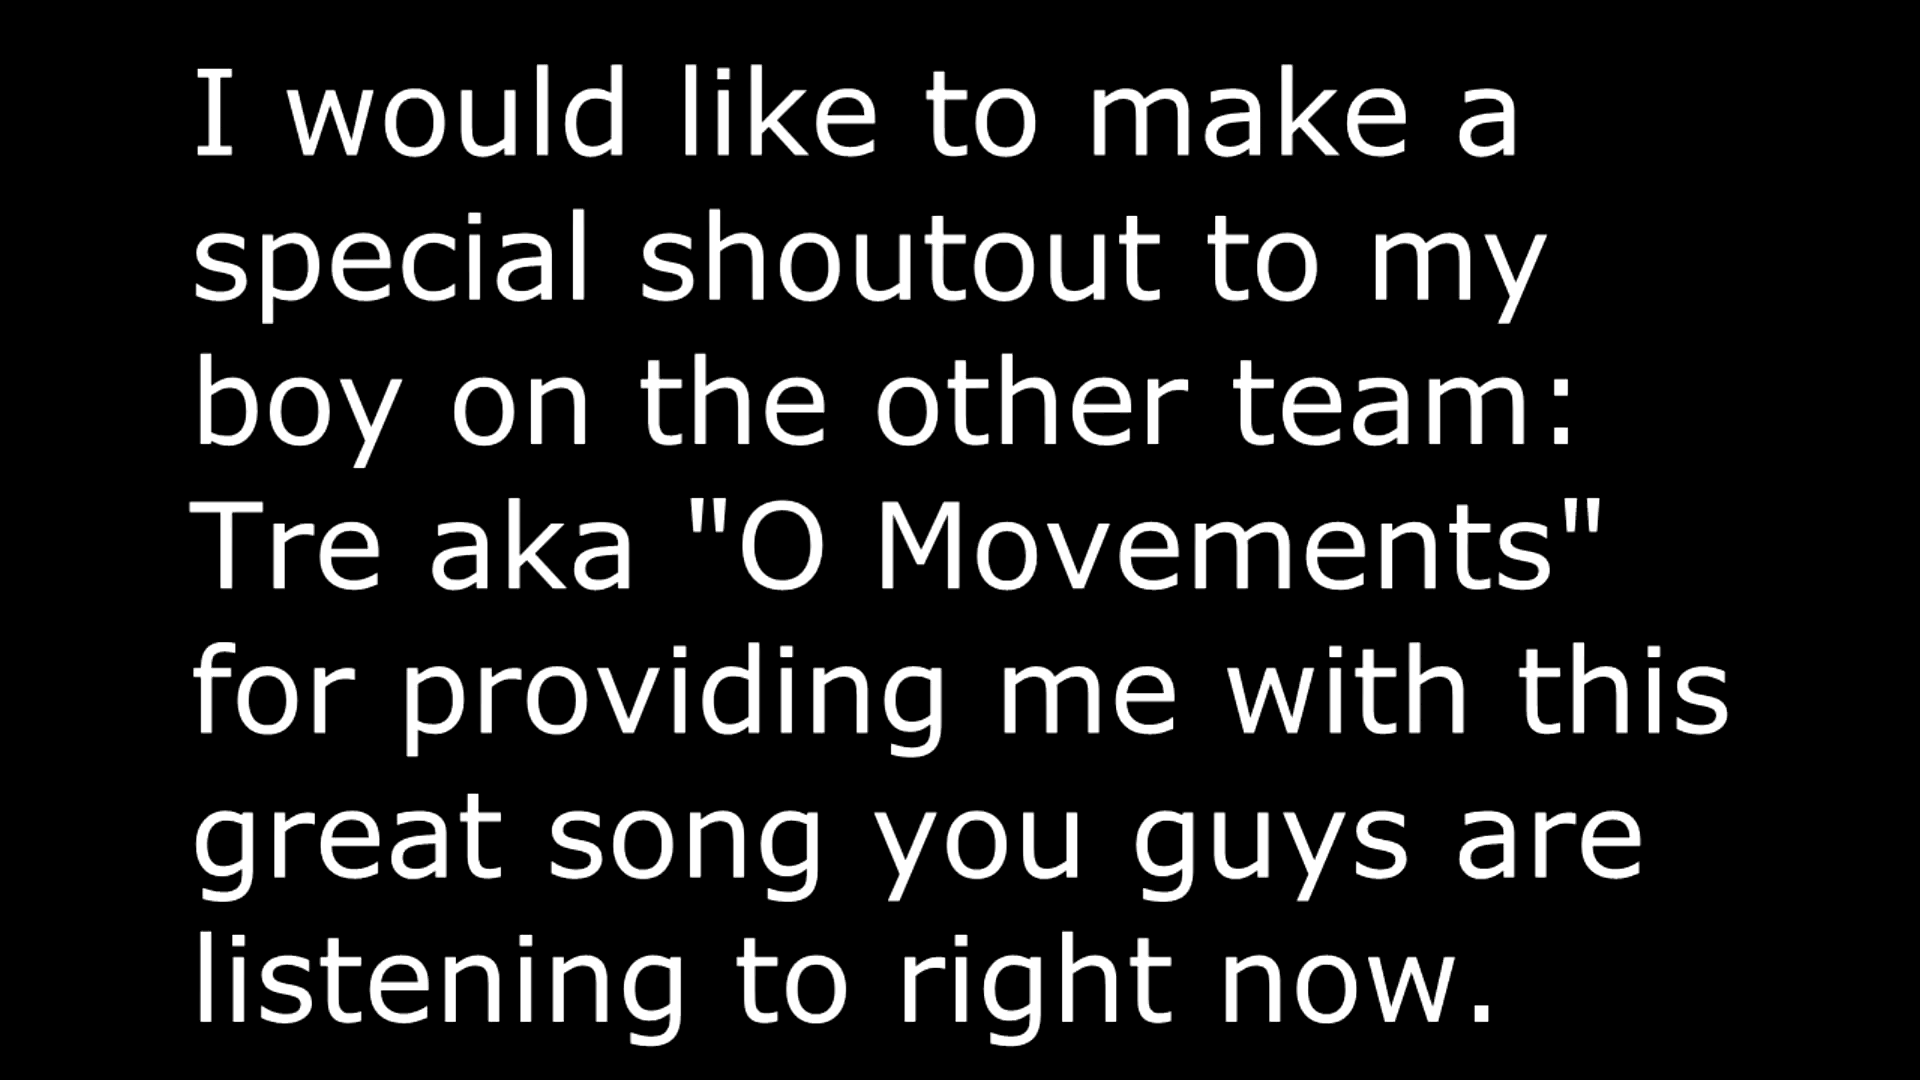 I would like to make a
special shoutout to my
boy on the other team:
Tre aka "O Movements"
for providing me with this
great song you guys are
listening to right now.